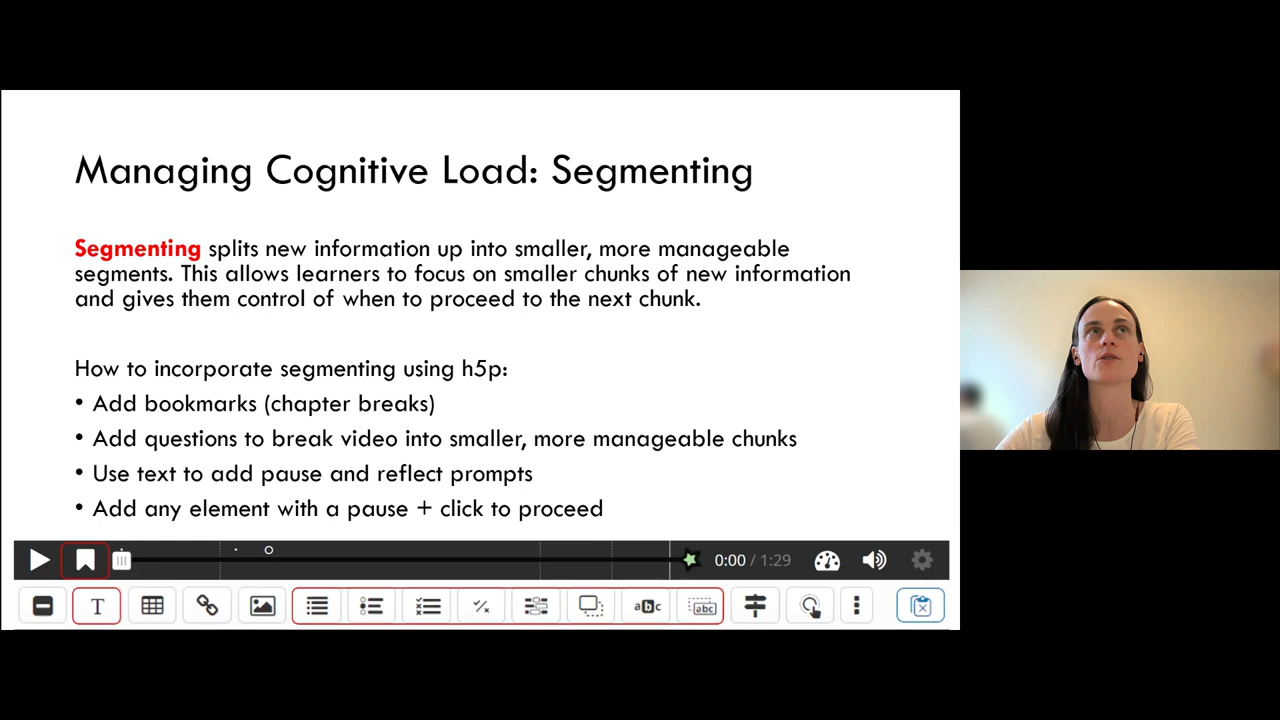 Managing Cognitive Load: Segmenting
Segmenting splits new information up into smaller, more manageable
segments. This allows learners to focus on smaller chunks of new information
and gives them control of when to proceed to the next chunk.
How to incorporate segmenting using h5p:
• Add bookmarks (chapter breaks)
• Add questions to break video into smaller, more manageable chunks
• Use text to add pause and reflect prompts
• Add any element with a pause + click to proceed
0:00 / 1:29
T abc abc